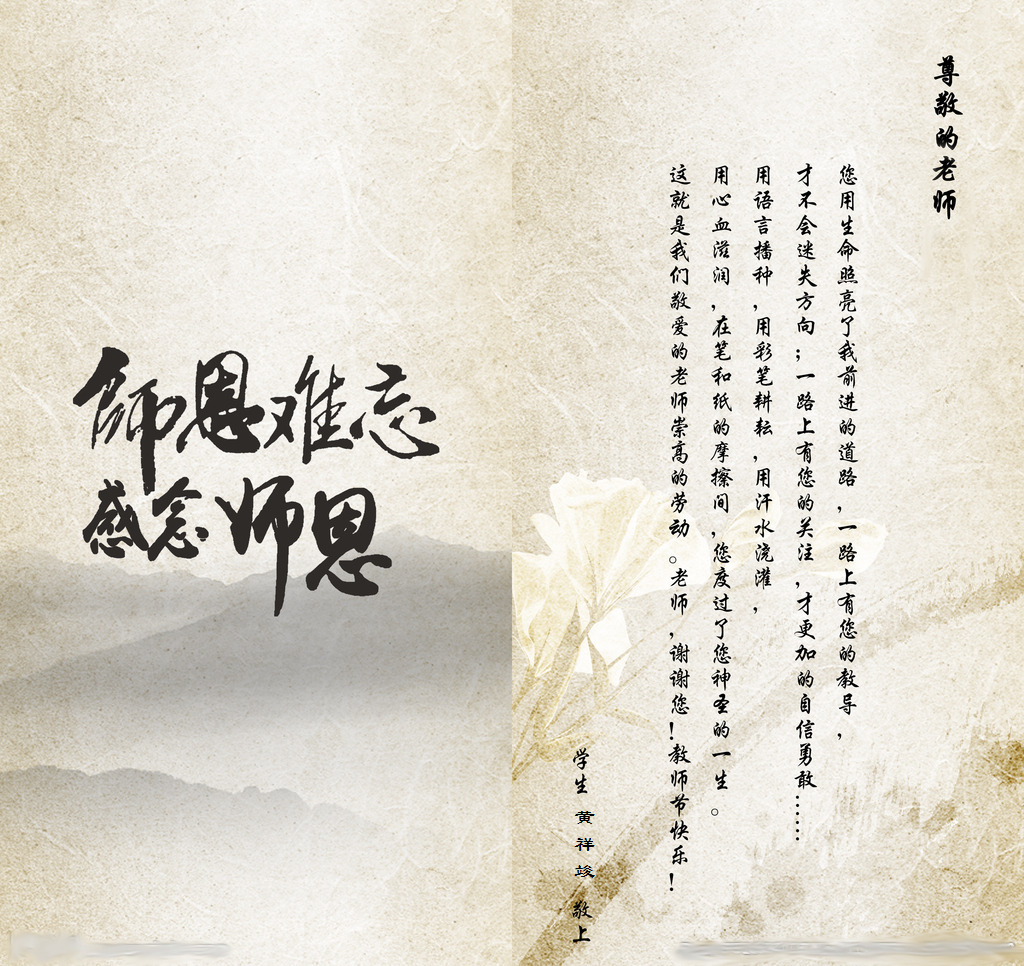 師恩难忘
感念师恩
尊敬的老师
您用生命照亮了我前进的道路，一路上有您的教导，
才不会迷失方向；一路上有您的关注，才更加的自信勇敢……
用语言播种，用彩笔耕耘，用汗水浇灌，
用心血滋润，在笔和纸的摩擦间，您度过了您神圣的一生。
这就是我们敬爱的老师崇高的劳动。老师，谢谢您！教师节快乐！
学生 黄祥竣 敬上